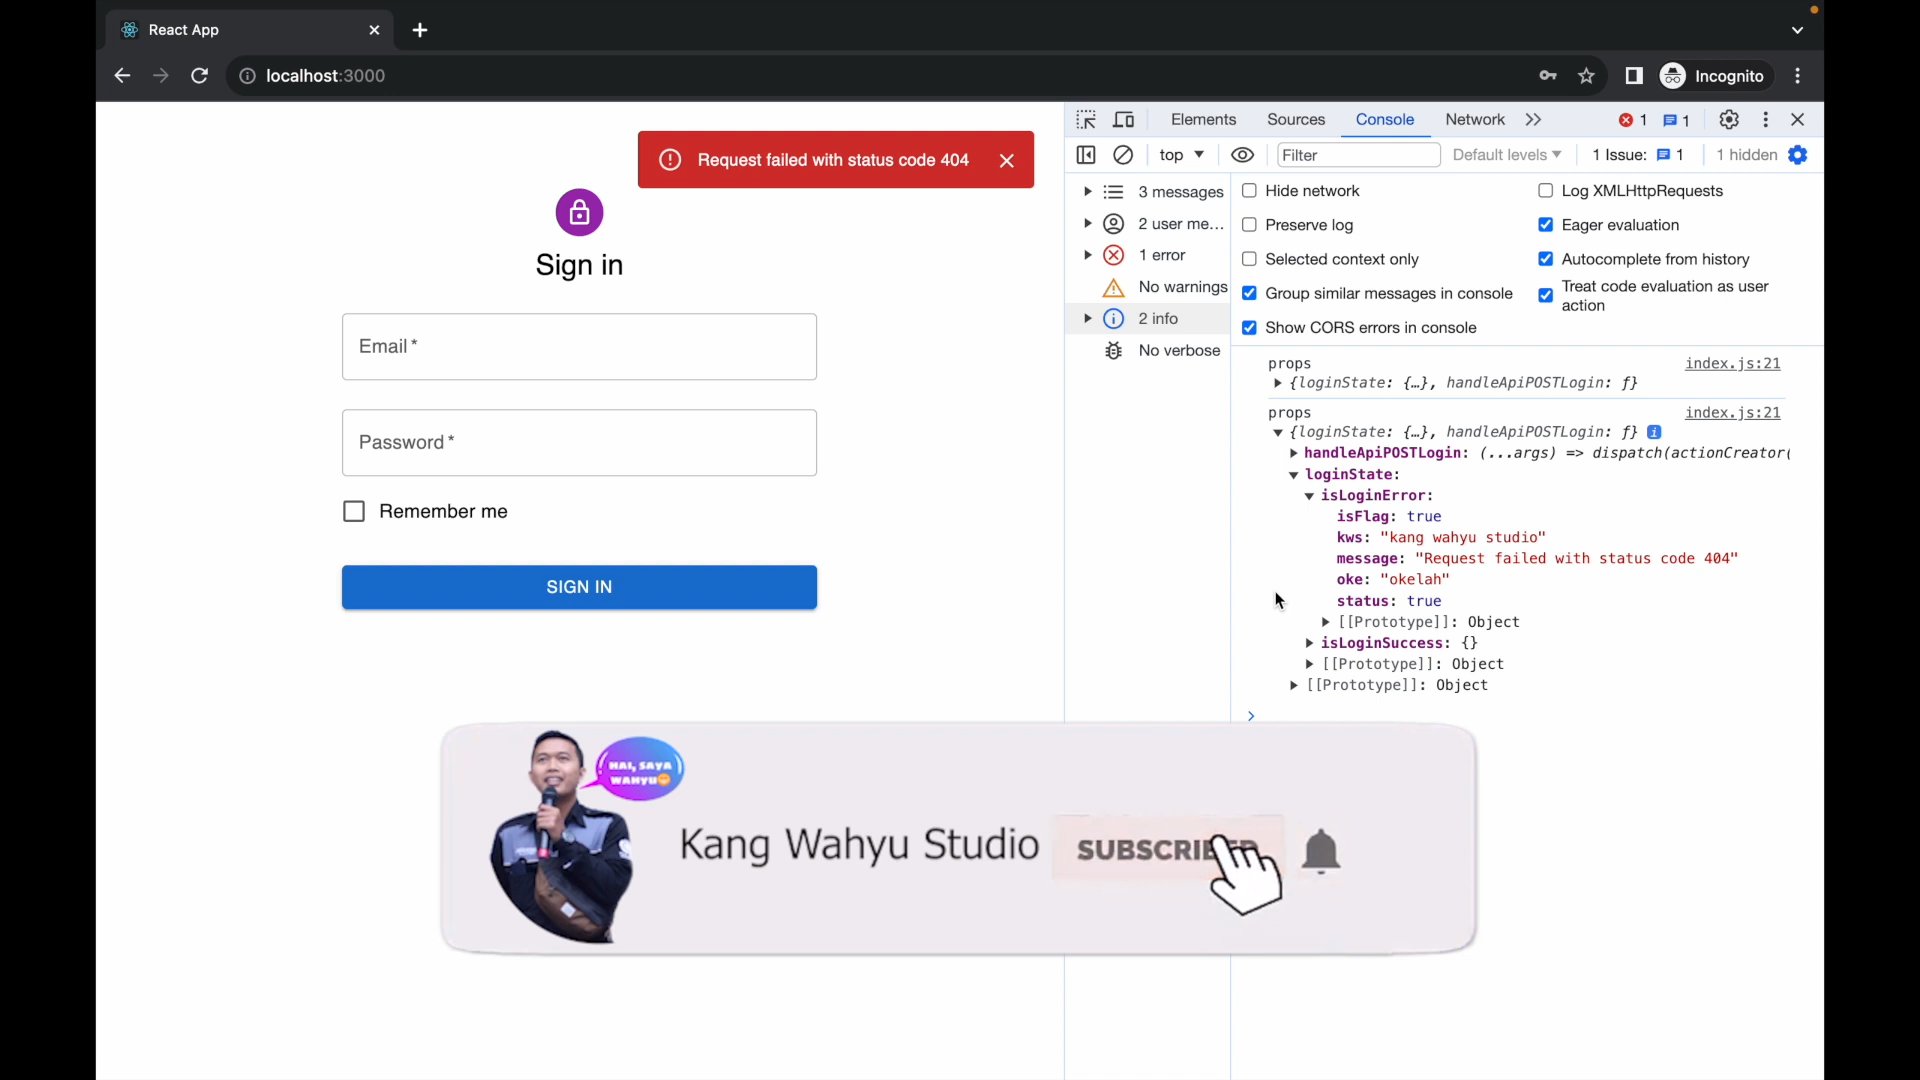 React App
localhost:3000
Incognito
Elements
Sources
Console
Network
1
1
top
Filter
Default levels
1 Issue:
1
1 hidden
3 messages
2 user me...
1 error
No warnings
2 info
No verbose
Hide network
Log XMLHttpRequests
Preserve log
Eager evaluation
Selected context only
Autocomplete from history
Group similar messages in console
Treat code evaluation as user
action
Show CORS errors in console
props
index.js:21
{loginState: {…}, handleApiPOSTLogin: ƒ}
props
index.js:21
{loginState: {…}, handleApiPOSTLogin: ƒ}
handleApiPOSTLogin: (...args) => dispatch(actionCreator(
loginState:
isLoginError:
isFlag: true
kws: "kang wahyu studio"
message: "Request failed with status code 404"
oke: "okelah"
status: true
[[Prototype]]: Object
isLoginSuccess: {}
[[Prototype]]: Object
[[Prototype]]: Object
Request failed with status code 404
Sign in
Email *
Password *
Remember me
SIGN IN
HAI, SAYA
WAHYU
Kang Wahyu Studio
SUBSCRIBED